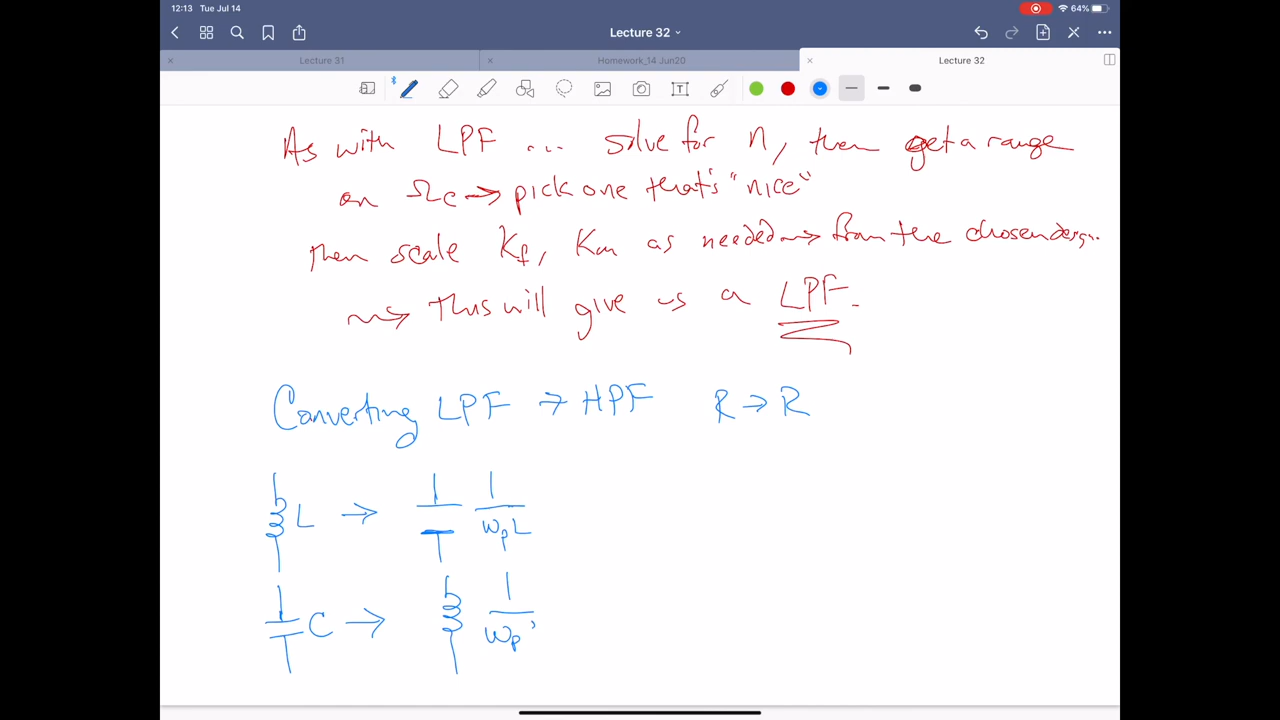 12:13 Tue Jul 14
64%
Lecture 32
Lecture 31
Homework_14 Jun20
Lecture 32
As with LPF ... solve for n, then get a range
on Ωc → pick one that's "nice"
Then scale Kf, Km as needed → from the chosen design.
→ This will give us a LPF.
Converting LPF → HPF R → R
L → 1/ωpL
C → 1/ωp